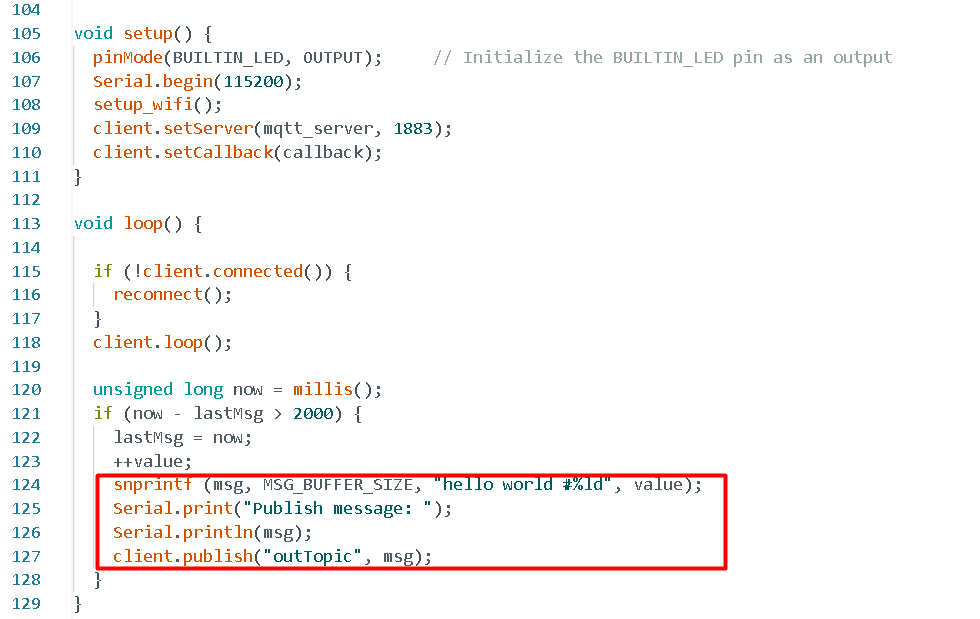 104
105 void setup() {
106   pinMode(BUILTIN_LED, OUTPUT);     // Initialize the BUILTIN_LED pin as an output
107   Serial.begin(115200);
108   setup_wifi();
109   client.setServer(mqtt_server, 1883);
110   client.setCallback(callback);
111 }
112
113 void loop() {
114
115   if (!client.connected()) {
116     reconnect();
117   }
118   client.loop();
119
120   unsigned long now = millis();
121   if (now - lastMsg > 2000) {
122     lastMsg = now;
123     ++value;
124     snprintf (msg, MSG_BUFFER_SIZE, "hello world #%ld", value);
125     Serial.print("Publish message: ");
126     Serial.println(msg);
127     client.publish("outTopic", msg);
128   }
129 }